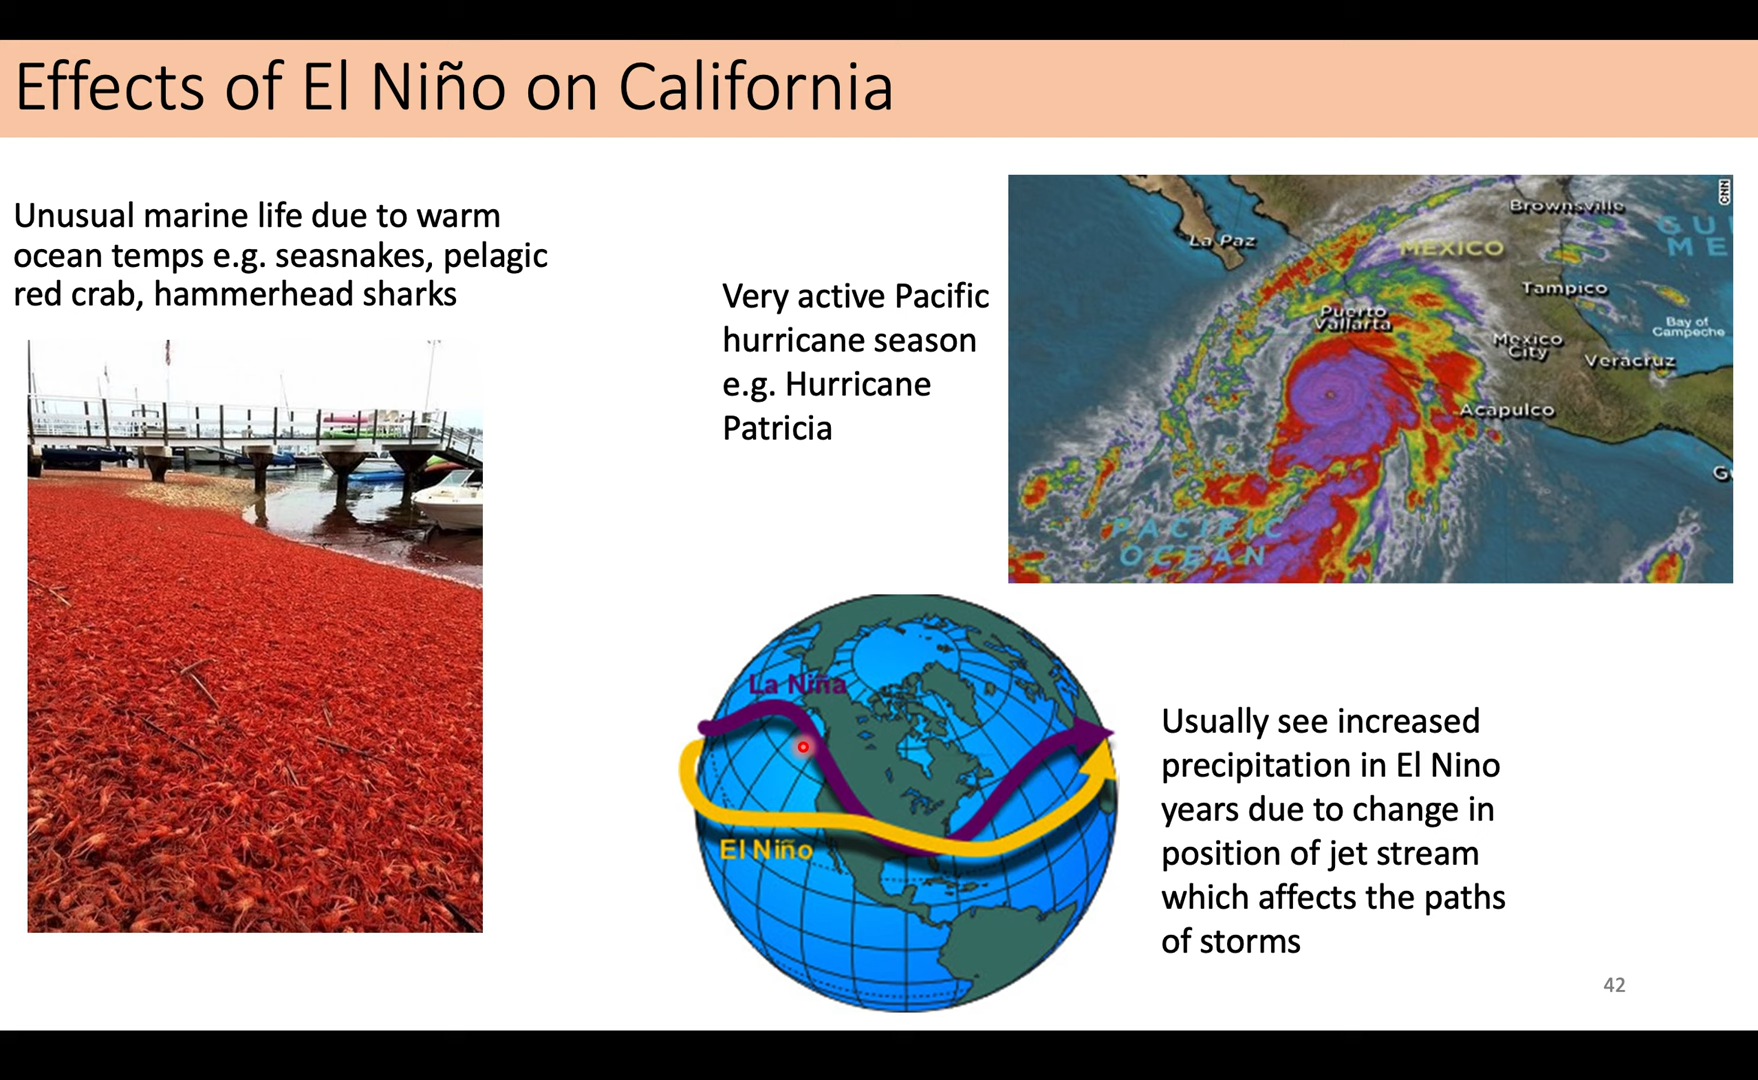 Effects of El Niño on California
Unusual marine life due to warm
ocean temps e.g. seasnakes, pelagic
red crab, hammerhead sharks
Very active Pacific
hurricane season
e.g. Hurricane
Patricia
CNN
Brownsville
GU
ME
La Paz
MEXICO
Tampico
Puerto
Vallarta
Bay of
Campeche
Mexico
City
Veracruz
Acapulco
G
PACIFIC
OCEAN
La Niña
El Niño
Usually see increased
precipitation in El Nino
years due to change in
position of jet stream
which affects the paths
of storms
42